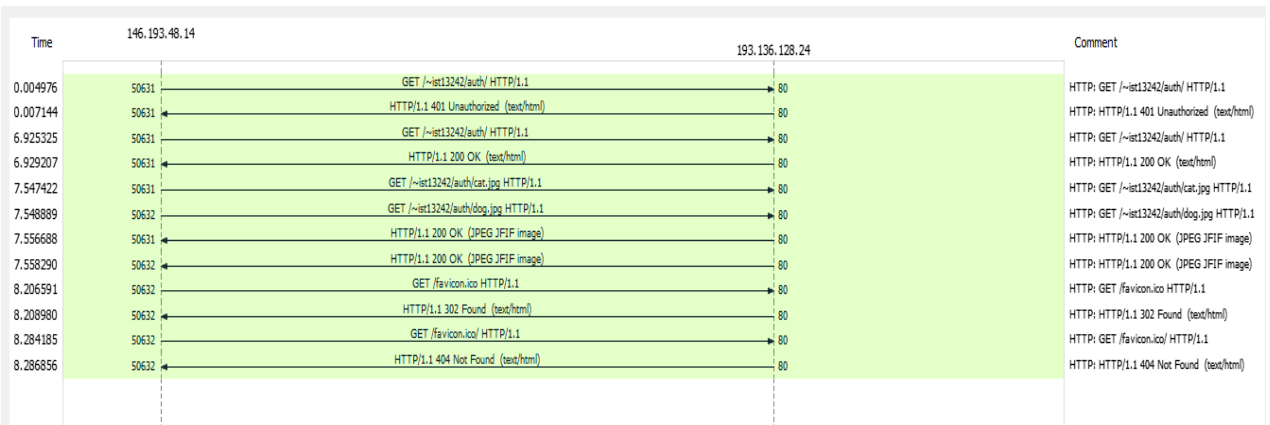 Time 146.193.48.14 193.136.128.24 Comment
0.004976 50631 GET /~ist13242/auth/ HTTP/1.1 80 HTTP: GET /~ist13242/auth/ HTTP/1.1
0.007144 50631 HTTP/1.1 401 Unauthorized (text/html) 80 HTTP: HTTP/1.1 401 Unauthorized (text/html)
6.925325 50631 GET /~ist13242/auth/ HTTP/1.1 80 HTTP: GET /~ist13242/auth/ HTTP/1.1
6.929207 50631 HTTP/1.1 200 OK (text/html) 80 HTTP: HTTP/1.1 200 OK (text/html)
7.547422 50631 GET /~ist13242/auth/cat.jpg HTTP/1.1 80 HTTP: GET /~ist13242/auth/cat.jpg HTTP/1.1
7.548889 50632 GET /~ist13242/auth/dog.jpg HTTP/1.1 80 HTTP: GET /~ist13242/auth/dog.jpg HTTP/1.1
7.556688 50631 HTTP/1.1 200 OK (JPEG JFIF image) 80 HTTP: HTTP/1.1 200 OK (JPEG JFIF image)
7.558290 50632 HTTP/1.1 200 OK (JPEG JFIF image) 80 HTTP: HTTP/1.1 200 OK (JPEG JFIF image)
8.206591 50632 GET /favicon.ico HTTP/1.1 80 HTTP: GET /favicon.ico HTTP/1.1
8.208980 50632 HTTP/1.1 302 Found (text/html) 80 HTTP: HTTP/1.1 302 Found (text/html)
8.284185 50632 GET /favicon.ico/ HTTP/1.1 80 HTTP: GET /favicon.ico/ HTTP/1.1
8.286856 50632 HTTP/1.1 404 Not Found (text/html) 80 HTTP: HTTP/1.1 404 Not Found (text/html)